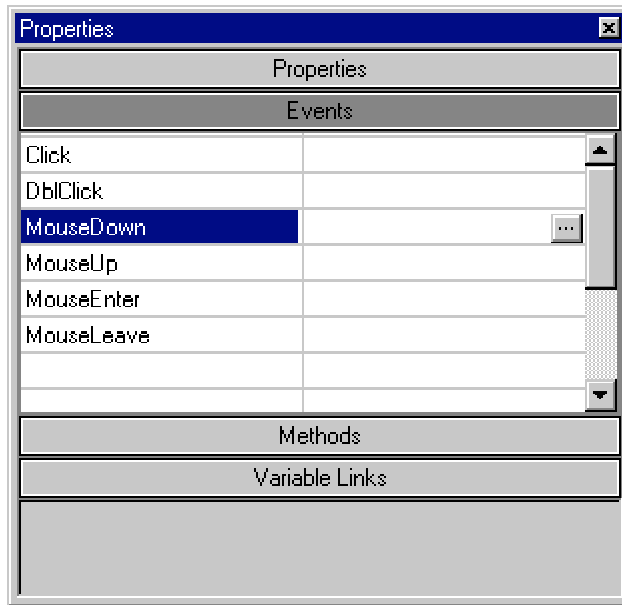 Properties
Properties
Events
Click
DblClick
MouseDown ...
MouseUp
MouseEnter
MouseLeave
Methods
Variable Links